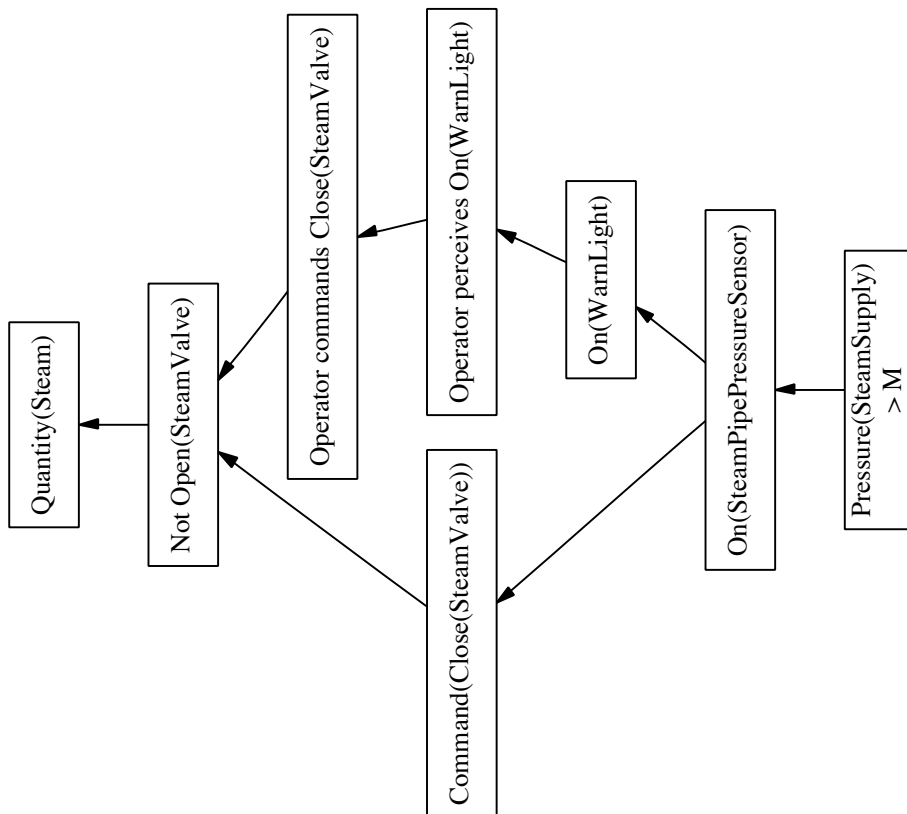 Quantity(Steam)
Not Open(SteamValve)
Operator commands Close(SteamValve)
Command(Close(SteamValve))
Operator perceives On(WarnLight)
On(WarnLight)
On(SteamPipePressureSensor)
Pressure(SteamSupply)
> M